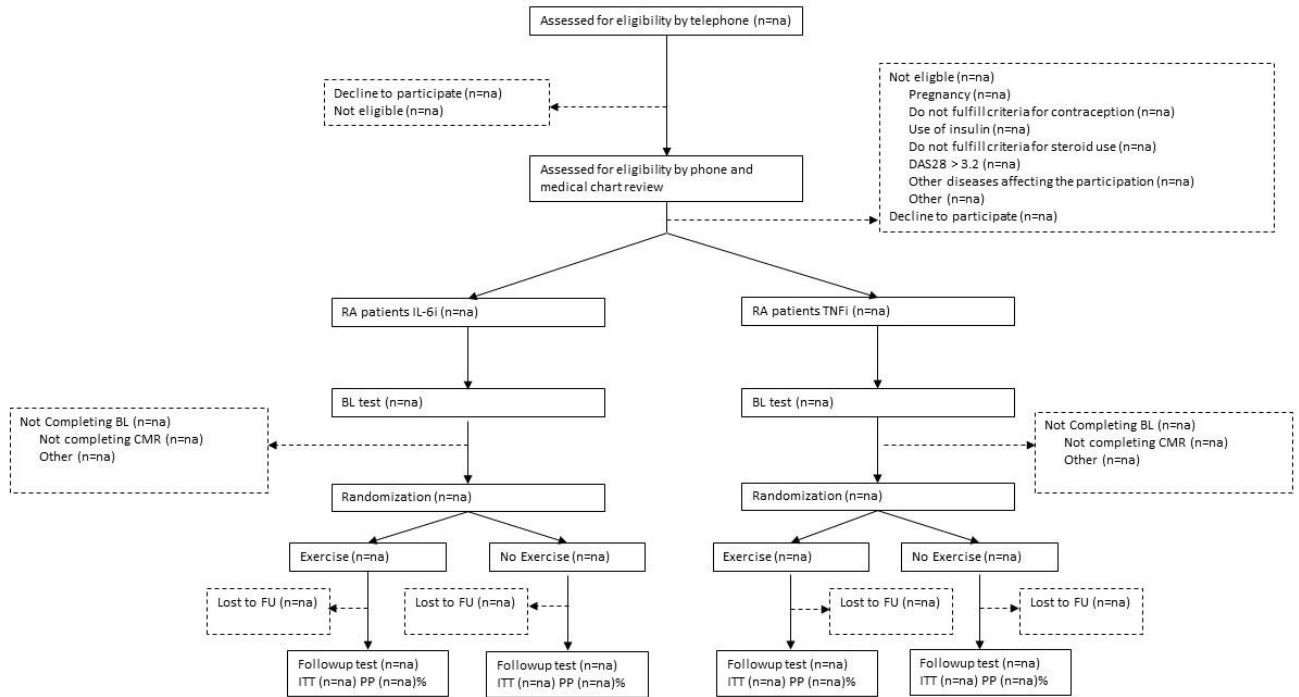 Assessed for eligibility by telephone (n=na)
Decline to participate (n=na)
Not eligible (n=na)
Not eligble (n=na)
Pregnancy (n=na)
Do not fulfill criteria for contraception (n=na)
Use of insulin (n=na)
Do not fulfill criteria for steroid use (n=na)
DAS28 > 3.2 (n=na)
Other diseases affecting the participation (n=na)
Other (n=na)
Decline to participate (n=na)
Assessed for eligibility by phone and
medical chart review
RA patients IL-6i (n=na)
RA patients TNFi (n=na)
BL test (n=na)
BL test (n=na)
Not Completing BL (n=na)
Not completing CMR (n=na)
Other (n=na)
Not Completing BL (n=na)
Not completing CMR (n=na)
Other (n=na)
Randomization (n=na)
Randomization (n=na)
Exercise (n=na)
No Exercise (n=na)
Exercise (n=na)
No Exercise (n=na)
Lost to FU (n=na)
Lost to FU (n=na)
Lost to FU (n=na)
Lost to FU (n=na)
Followup test (n=na)
ITT (n=na) PP (n=na)%
Followup test (n=na)
ITT (n=na) PP (n=na)%
Followup test (n=na)
ITT (n=na) PP (n=na)%
Followup test (n=na)
ITT (n=na) PP (n=na)%